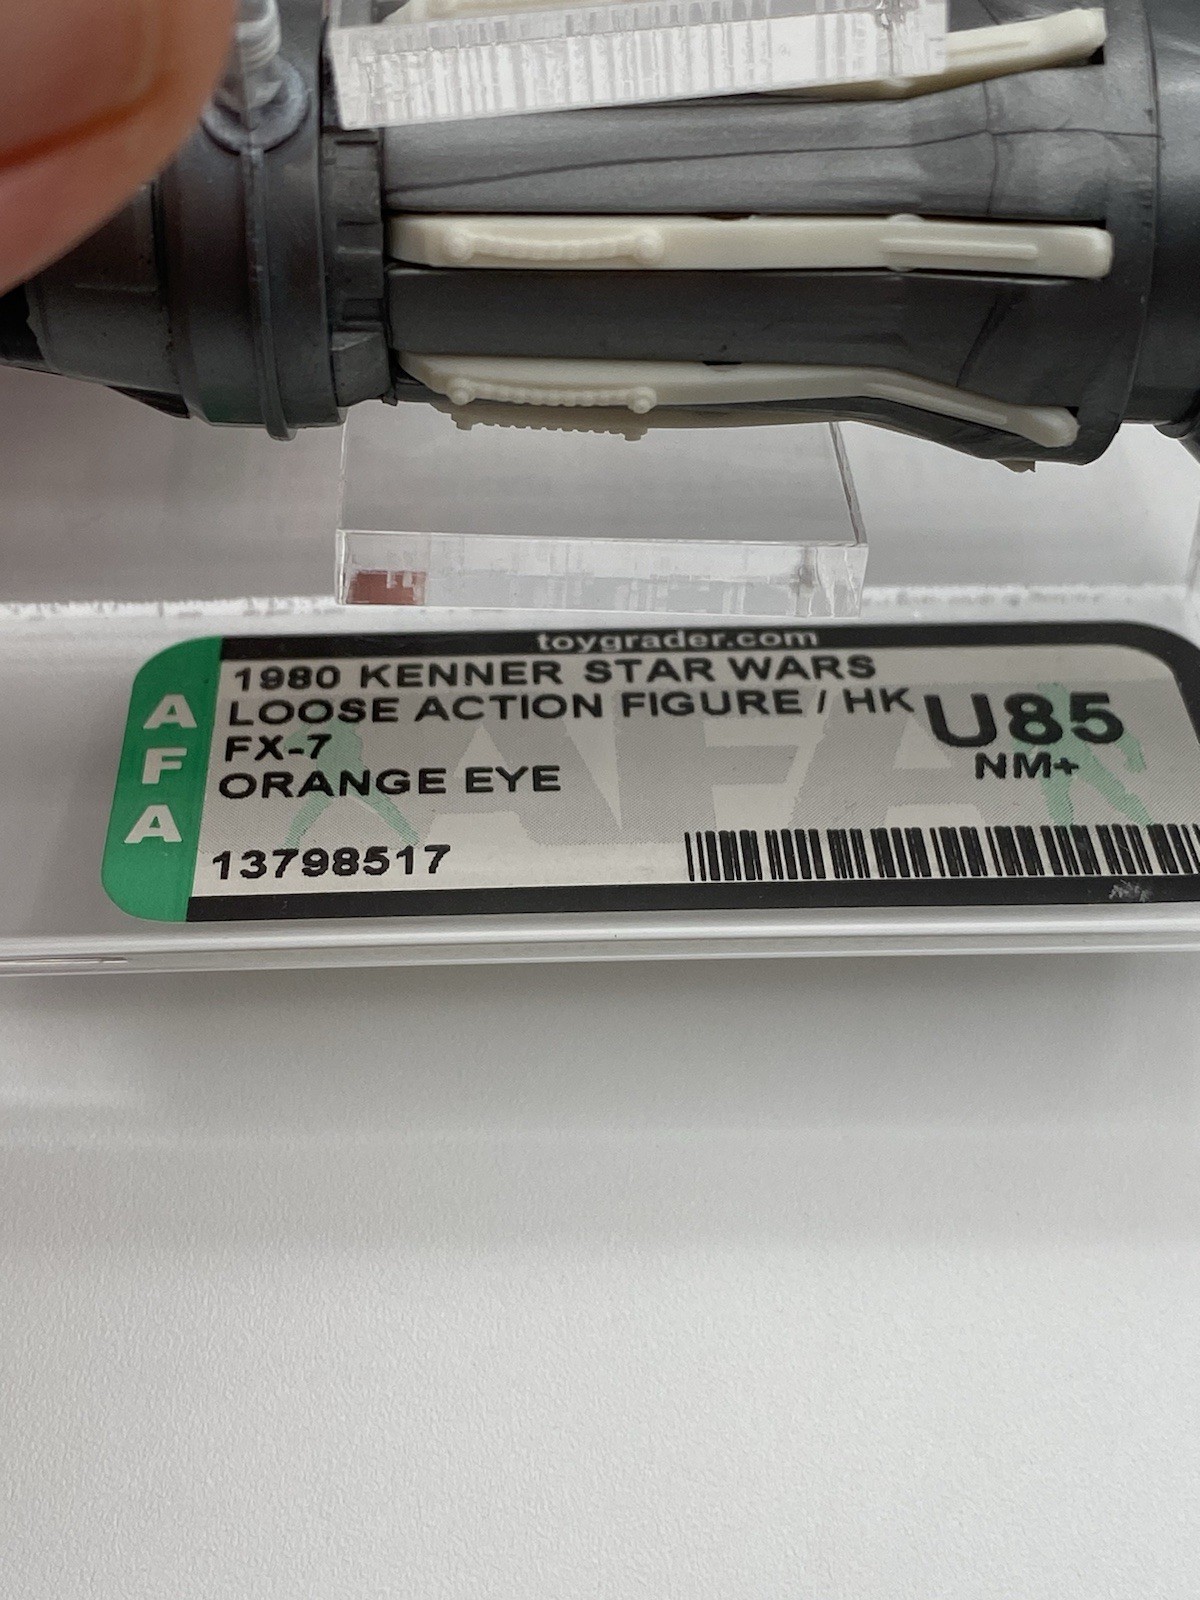 toygrader.com
AFA
1980 KENNER STAR WARS
LOOSE ACTION FIGURE / HK
FX-7
ORANGE EYE
U85
NM+
13798517
AFA